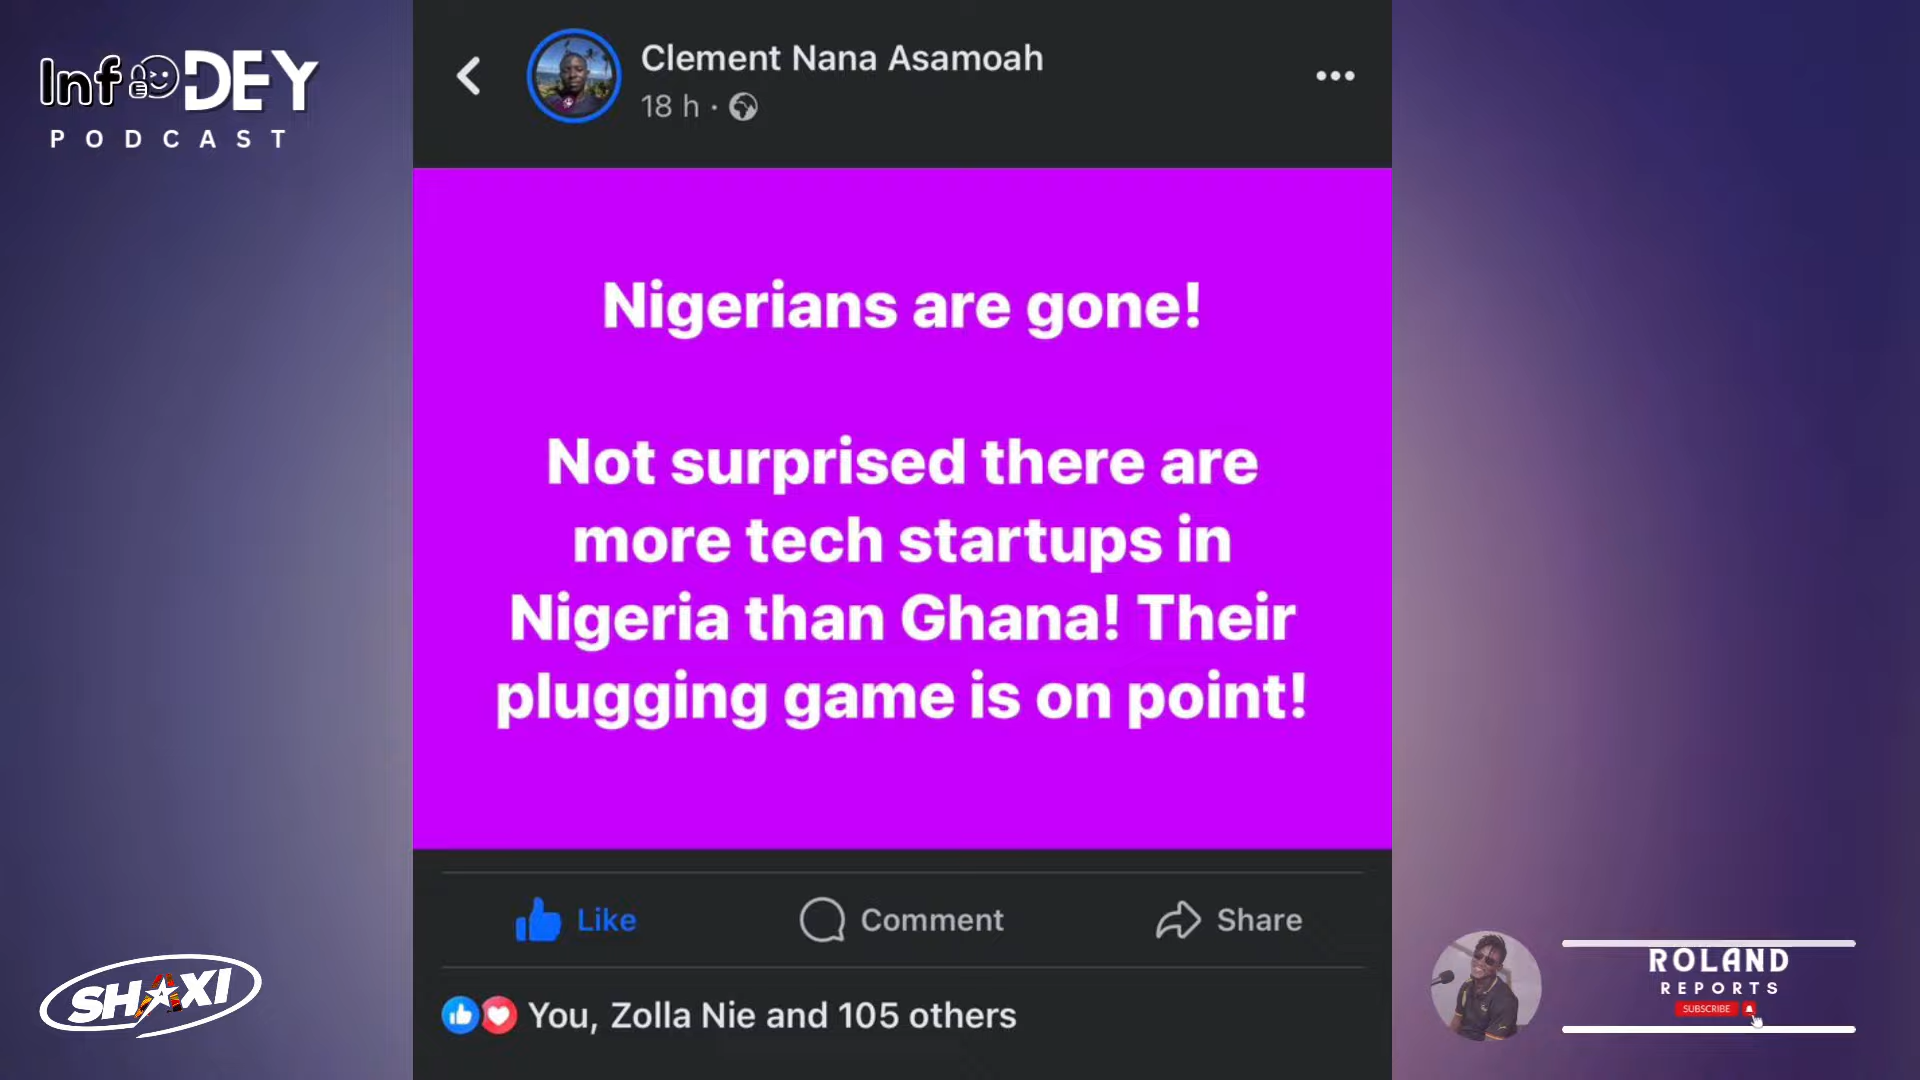 InfoDEY
PODCAST
Clement Nana Asamoah
18 h ·
Nigerians are gone!
Not surprised there are
more tech startups in
Nigeria than Ghana! Their
plugging game is on point!
Like
Comment
Share
You, Zolla Nie and 105 others
SHAXI
ROLAND
REPORTS
SUBSCRIBE